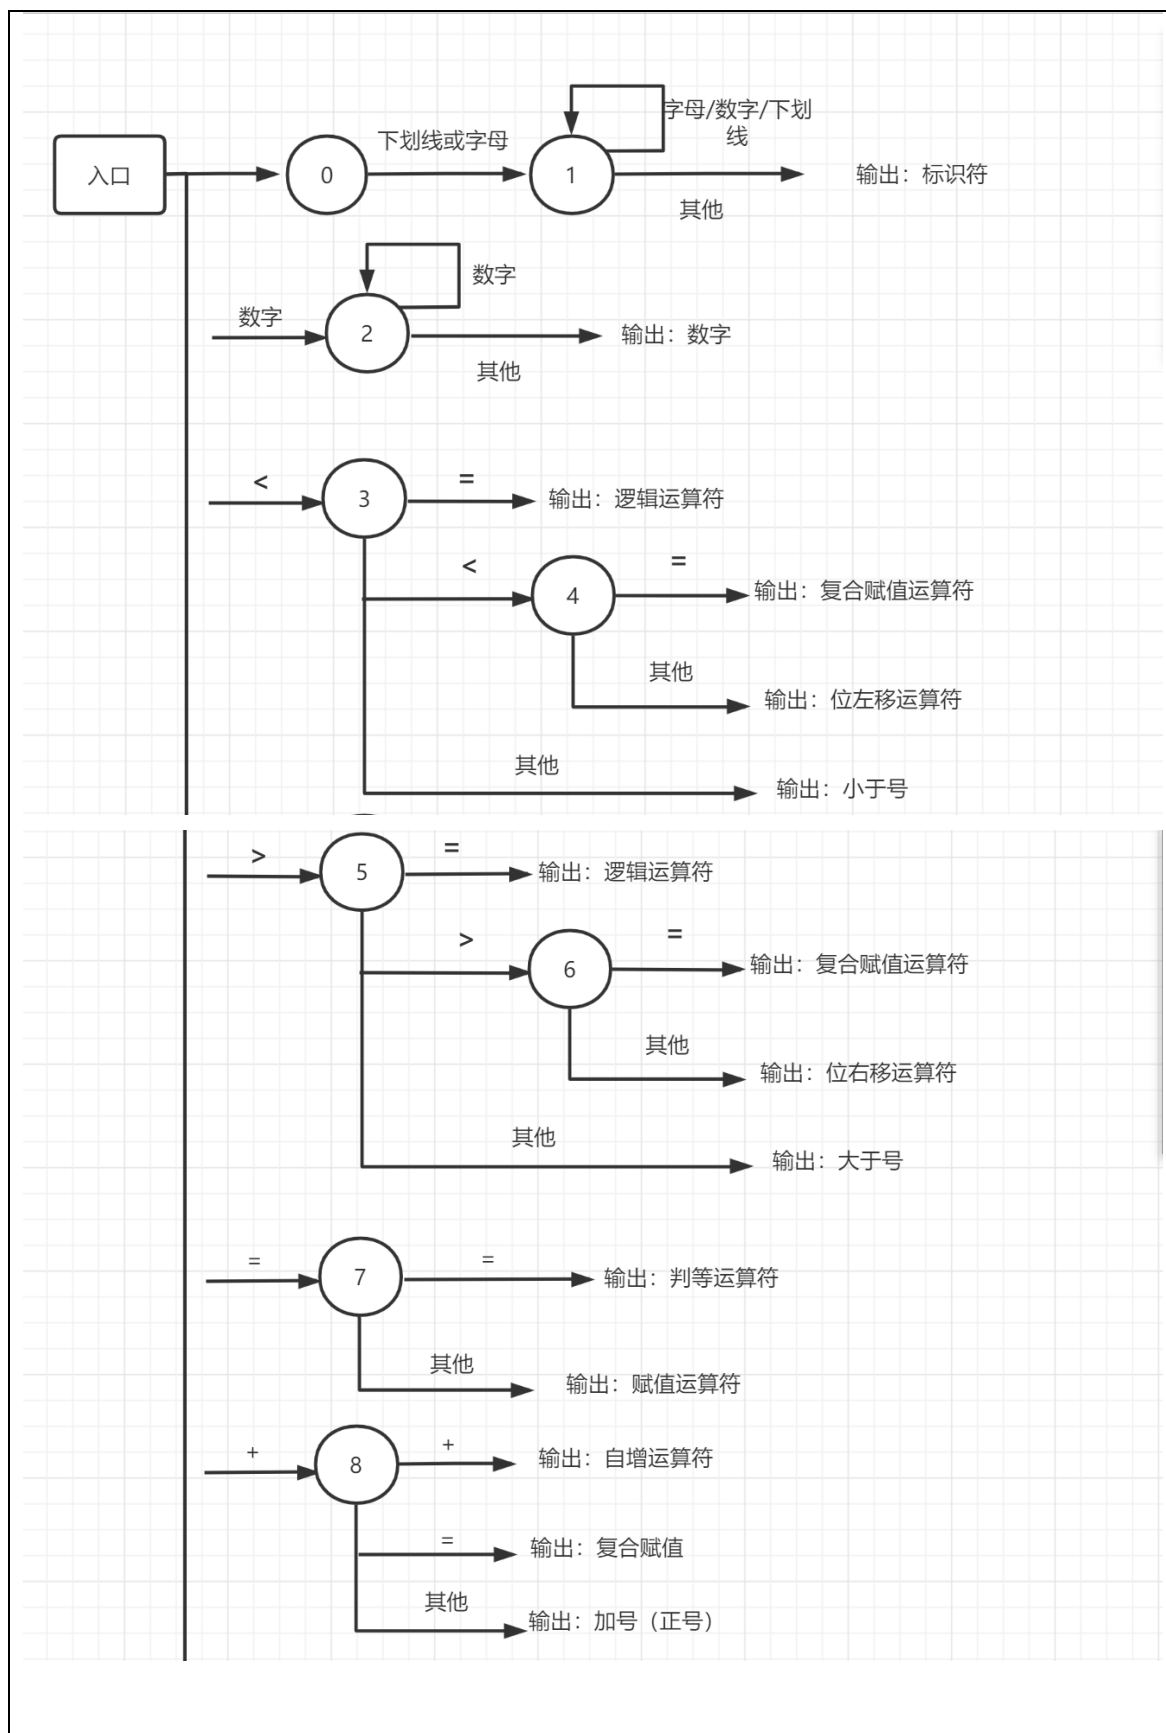 入口
0
下划线或字母
1
字母/数字/下划
线
其他
输出：标识符
数字
2
数字
其他
输出：数字
<
3
=
输出：逻辑运算符
<
4
=
输出：复合赋值运算符
其他
输出：位左移运算符
其他
输出：小于号
>
5
=
输出：逻辑运算符
>
6
=
输出：复合赋值运算符
其他
输出：位右移运算符
其他
输出：大于号
=
7
=
输出：判等运算符
其他
输出：赋值运算符
+
8
+
输出：自增运算符
=
输出：复合赋值
其他
输出：加号（正号）